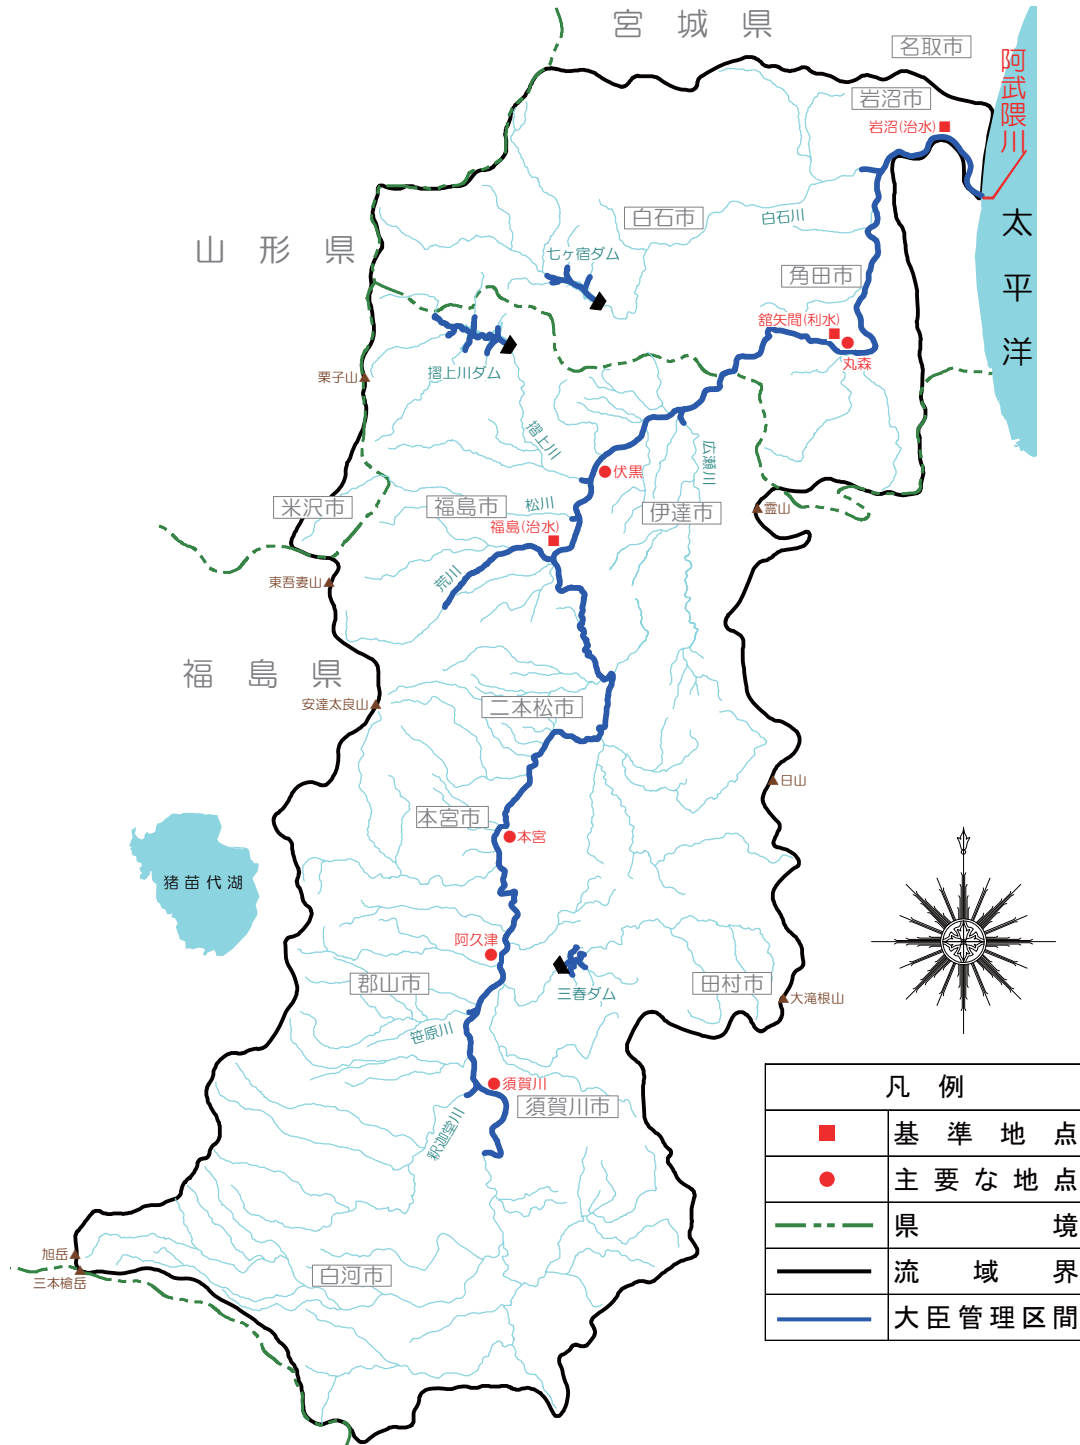 宮城県
名取市
阿武隈川
岩沼市
岩沼(治水)
太平洋
白石市
白石川
山形県
七ヶ宿ダム
角田市
舘矢間(利水)
丸森
摺上川ダム
栗子山
摺上川
広瀬川
伏黒
米沢市
福島市
松川
伊達市
霊山
福島(治水)
荒川
東吾妻山
福島県
安達太良山
二本松市
日山
本宮市
本宮
猪苗代湖
阿久津
郡山市
三春ダム
田村市
大滝根山
笹原川
須賀川
須賀川市
釈迦堂川
旭岳
三本槍岳
白河市
凡例
基準地点
主要な地点
県境
流域界
大臣管理区間